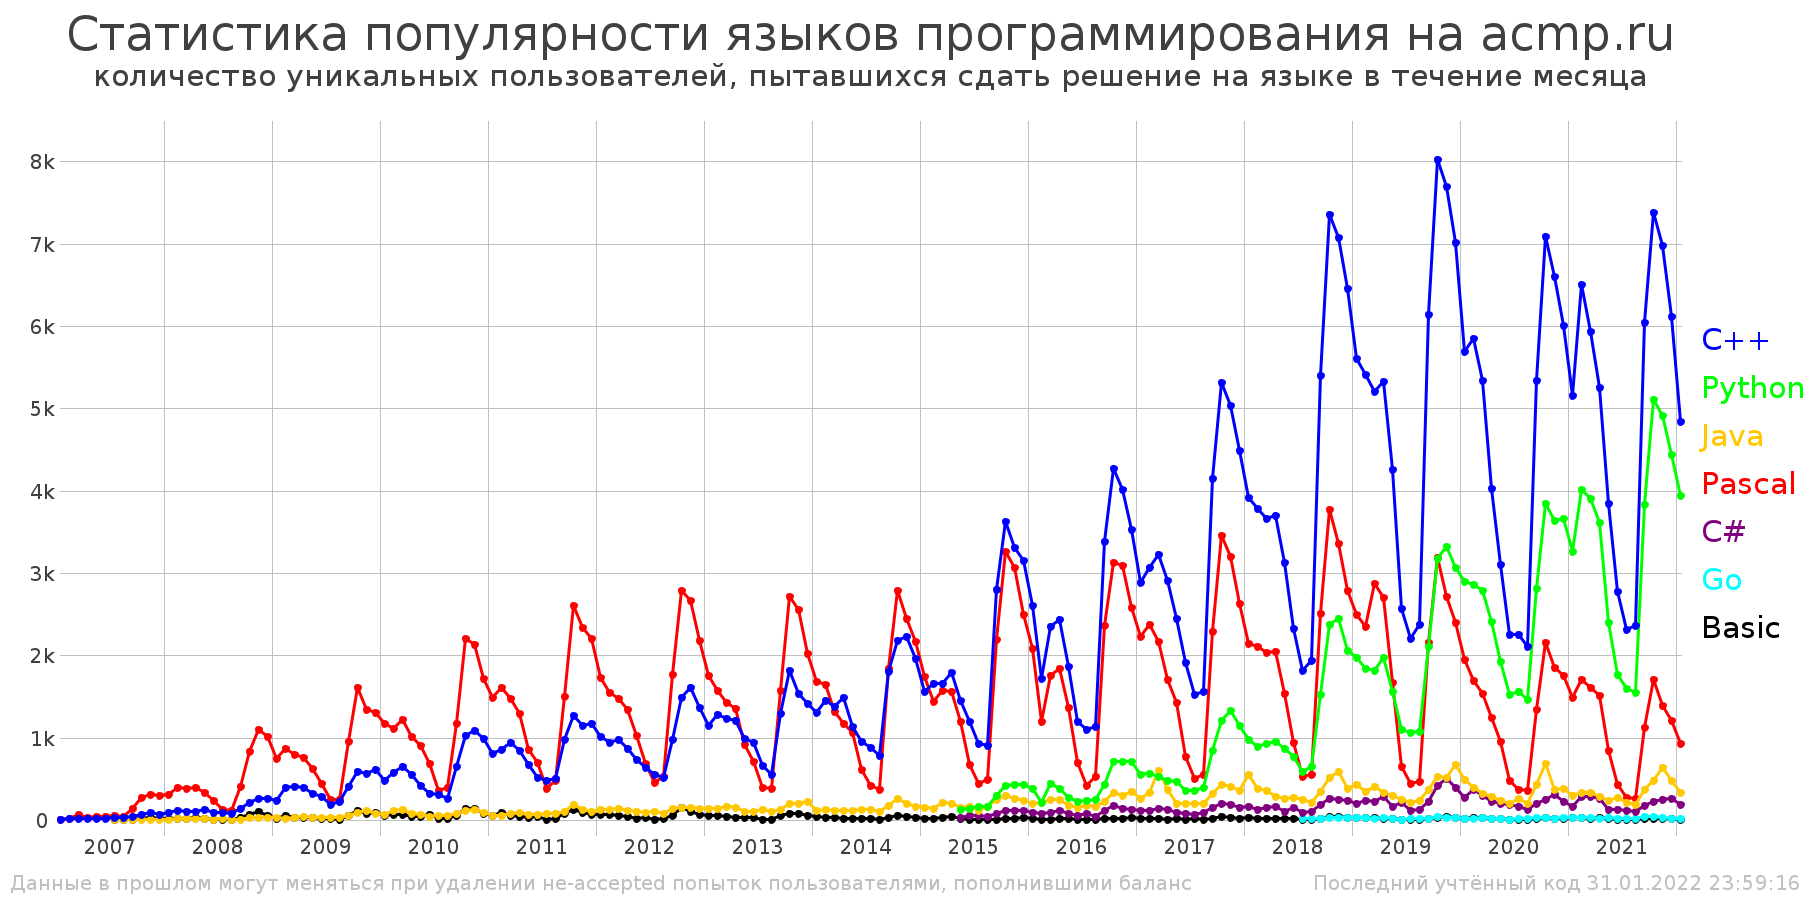 Статистика популярности языков программирования на acmp.ru
количество уникальных пользователей, пытавшихся сдать решение на языке в течение месяца
8k
7k
6k
5k
4k
3k
2k
1k
0
C++
Python
Java
Pascal
C#
Go
Basic
2007 2008 2009 2010 2011 2012 2013 2014 2015 2016 2017 2018 2019 2020 2021
Данные в прошлом могут меняться при удалении не-accepted попыток пользователями, пополнившими баланс
Последний учтённый код 31.01.2022 23:59:16